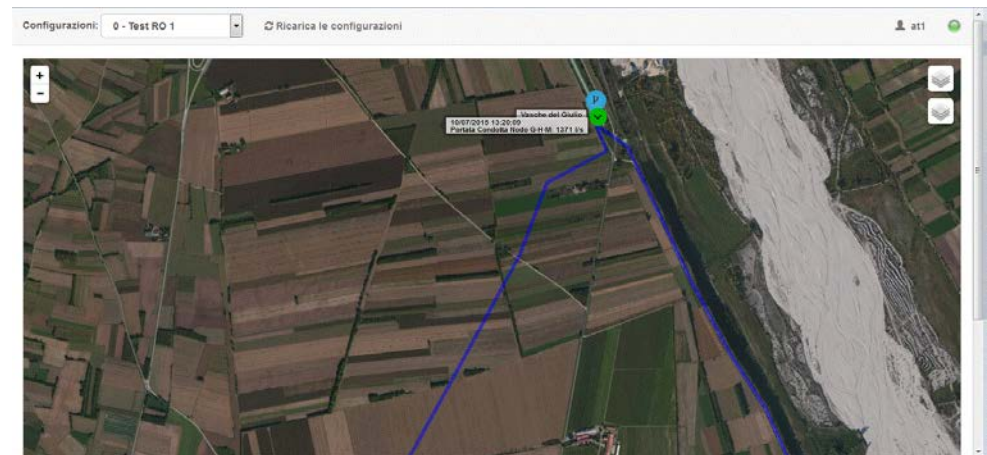 Configurazioni: 0 - Test RO 1 Ricarica le configurazioni at1
+
-
P
Vasche del Giulio
10/07/2015 13:20:09
Portata Condotta Nodo G-H-M: 1371 l/s